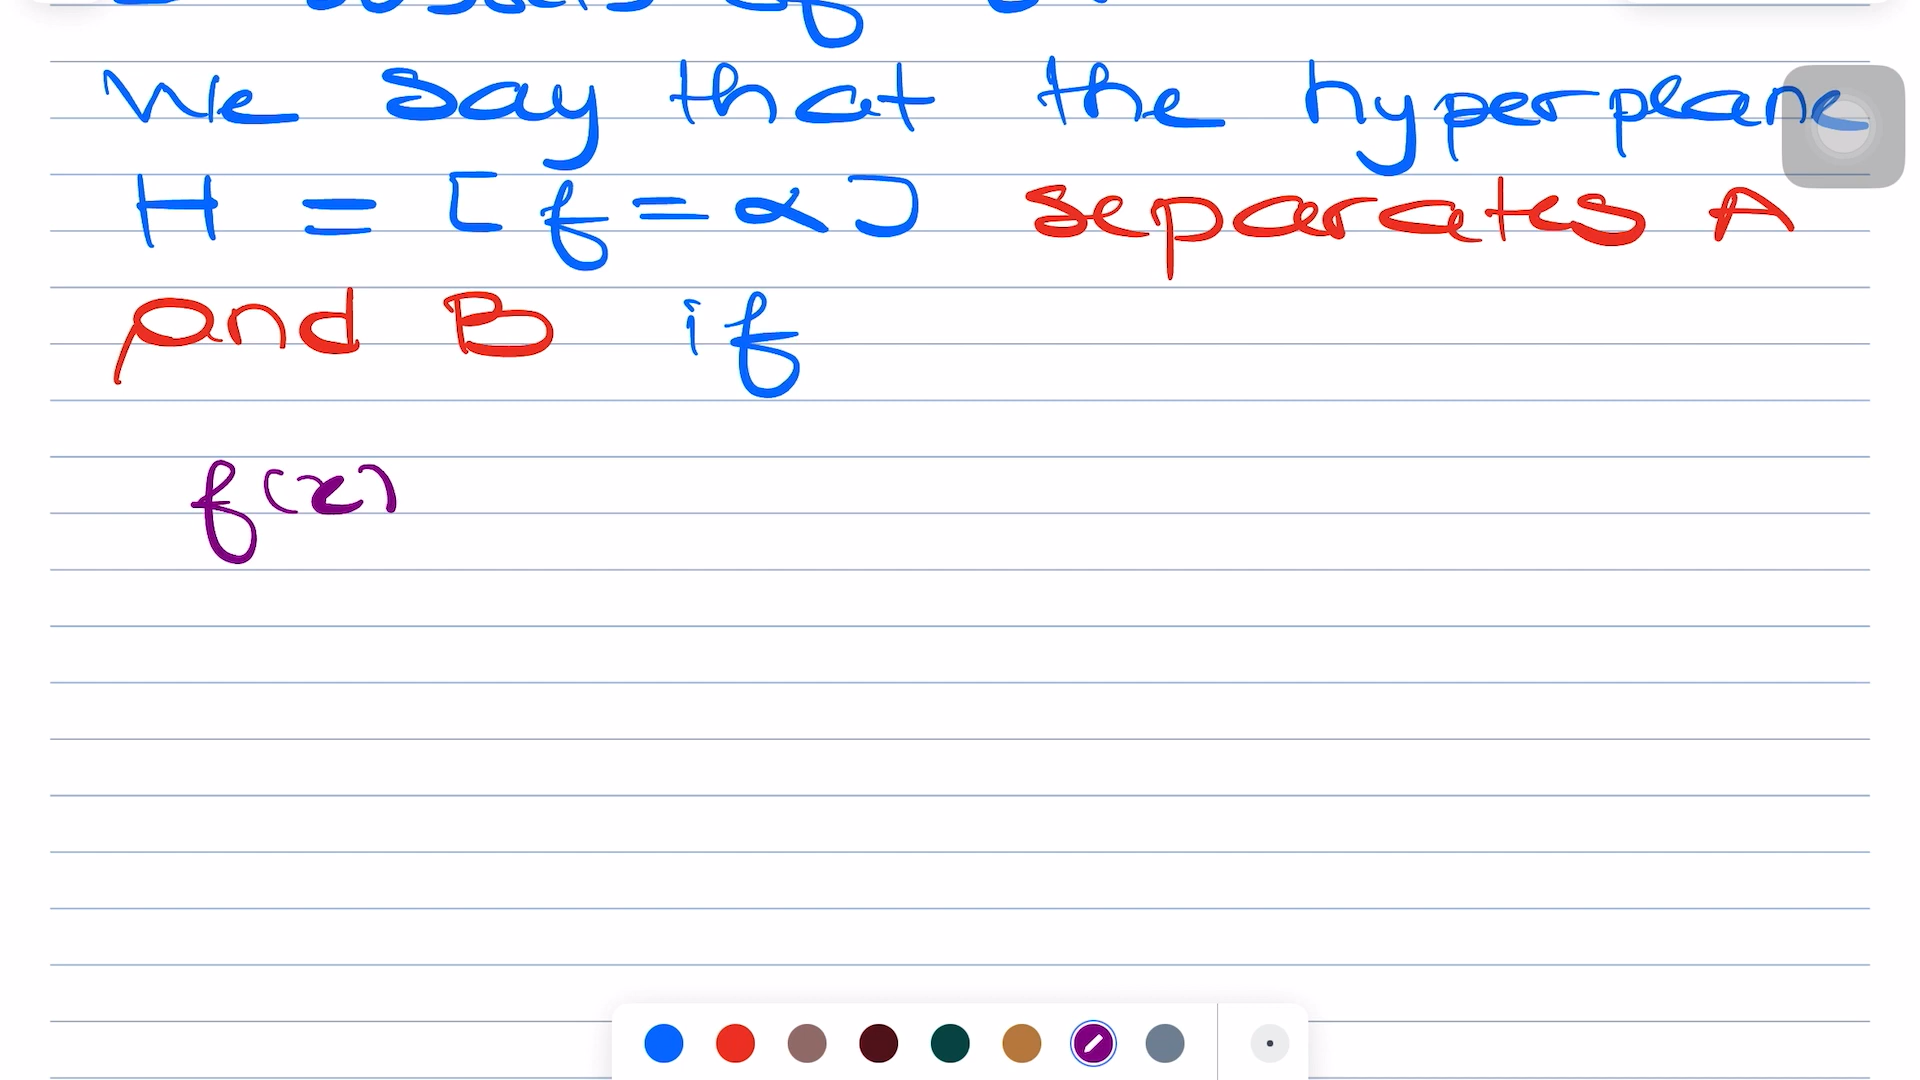 We say that the hyperplane
H = [f = α] separates A
and B if
f(x)